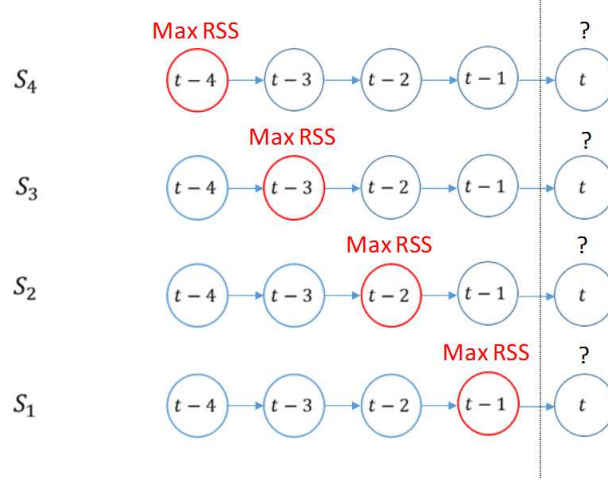 Max RSS ?
S₄ t − 4 t − 3 t − 2 t − 1 t
Max RSS ?
S₃ t − 4 t − 3 t − 2 t − 1 t
Max RSS ?
S₂ t − 4 t − 3 t − 2 t − 1 t
Max RSS ?
S₁ t − 4 t − 3 t − 2 t − 1 t